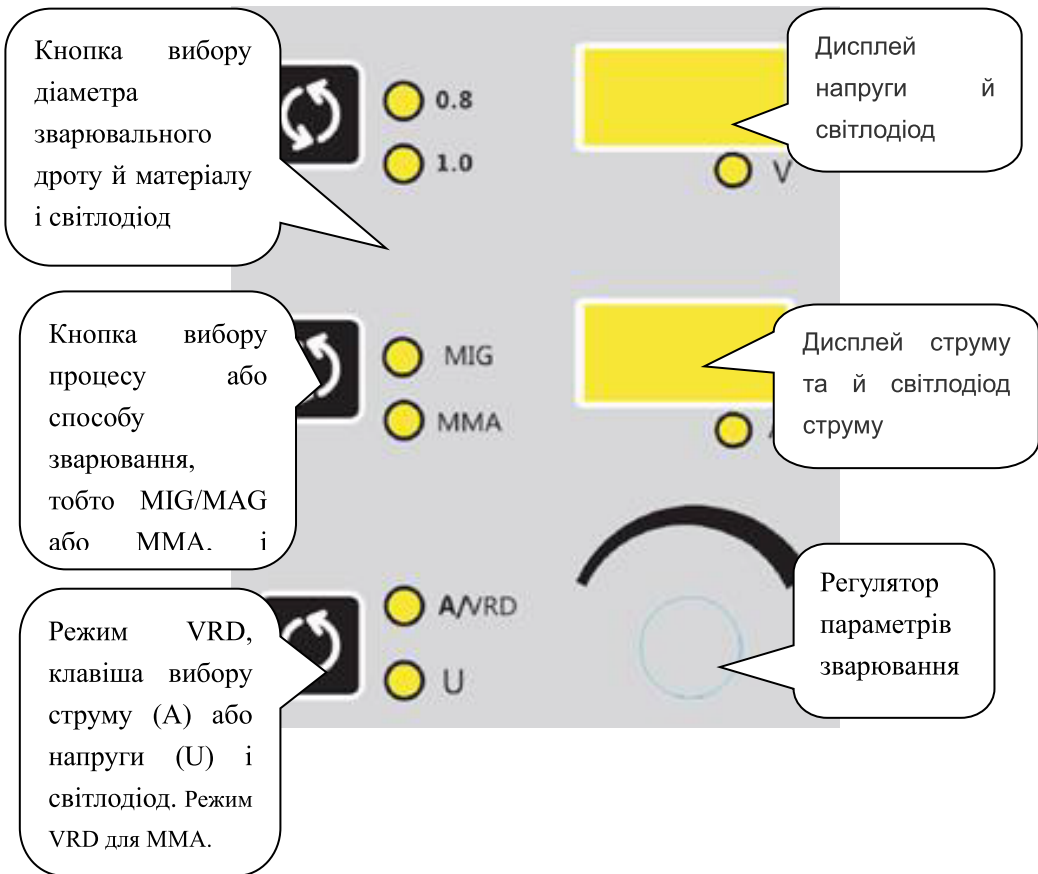 Кнопка вибору
діаметра
зварювального
дроту й матеріалу
і світлодіод
0.8
1.0
Дисплей
напруги й
світлодіод
V
Кнопка вибору
процесу або
способу
зварювання,
тобто MIG/MAG
або MMA, і
MIG
MMA
Дисплей струму
та й світлодіод
струму
Режим VRD,
клавіша вибору
струму (A) або
напруги (U) і
світлодіод. Режим
VRD для MMA.
A/VRD
U
Регулятор
параметрів
зварювання